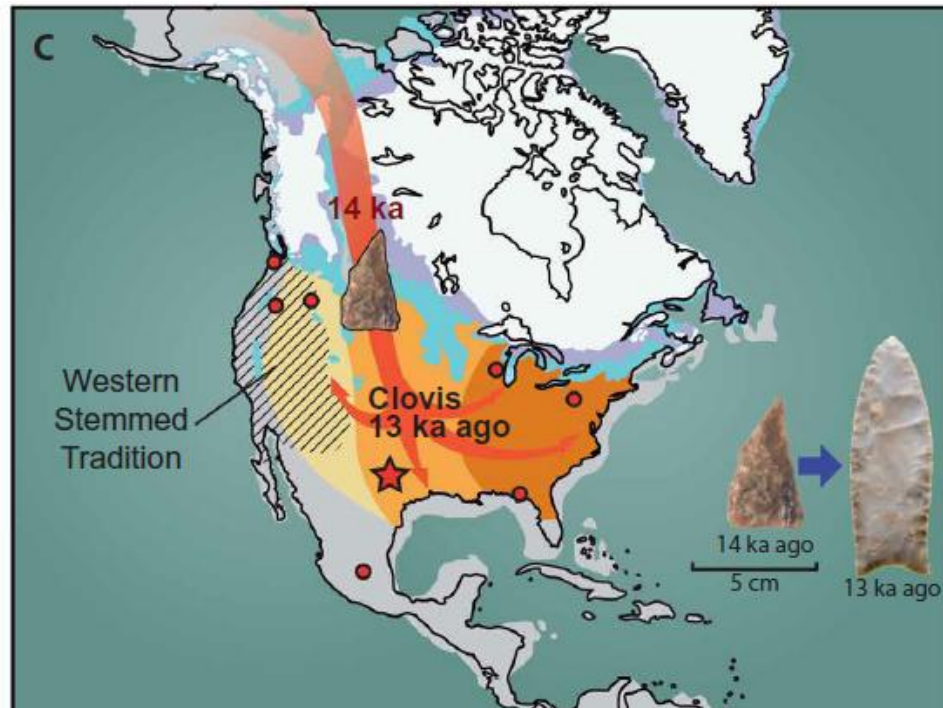 C
14 ka
Western
Stemmed
Tradition
Clovis
13 ka ago
14 ka ago
5 cm
13 ka ago